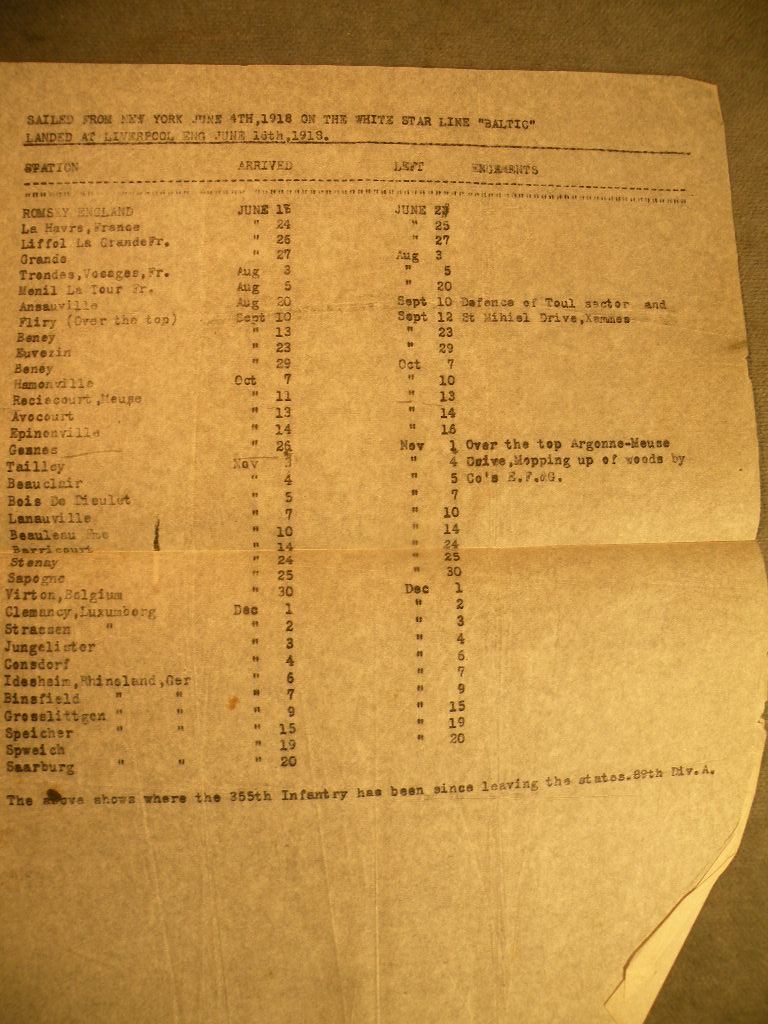 SAILED FROM NEW YORK JUNE 4TH,1918 ON THE WHITE STAR LINE "BALTIC"
LANDED AT LIVERPOOL ENG JUNE 16th,1918.
STATION ARRIVED LEFT ENGEMENTS
ROMSEY ENGLAND JUNE JUNE
La Havre,France " 24 " 25
Liffol La GrandeFr. " 26 " 27
Grande " 27 Aug 3
Trondes,Vosages,Fr. Aug 3 " 5
Menil La Tour Fr. Aug 5 " 20
Ansauville Aug 20 Sept 10 Defence of Toul sector and
Fliry (Over the top) Sept 10 Sept 12 St Mihiel Drive,Xammes
Beney " 13 " 23
Euvezin " 23 " 29
Beney " 29 Oct 7
Hamonville Oct 7 " 10
Reciecourt,Meuse " 11 " 13
Avocourt " 13 " 14
Epinonville " 14 " 16
Gesnes " 26 Nov 1 Over the top Argonne-Meuse
Tailley Nov 3 " 4 Drive,Mopping up of woods by
Beauclair " 4 " 5 Co's E.F.&G.
Bois De Dieulet " 5 " 7
Lanauville " 7 " 10
Beauleau " 10 " 14
Barricourt " 14 " 24
Stenay " 24 " 25
Sapogne " 25 " 30
Virton,Belgium " 30 Dec 1
Clemancy,Luxumberg Dec 1 " 2
Strassen " " 2 " 3
Jungelister " 3 " 4
Consdorf " 4 " 6
Idesheim,Rhineland,Ger " 6 " 7
Binsfield " " " 7 " 9
Grosslittgen " " " 9 " 15
Speicher " " " 15 " 19
Spweich " 19 " 20
Saarburg " " " 20
The above shows where the 355th Infantry has been since leaving the states.89th Div.A.